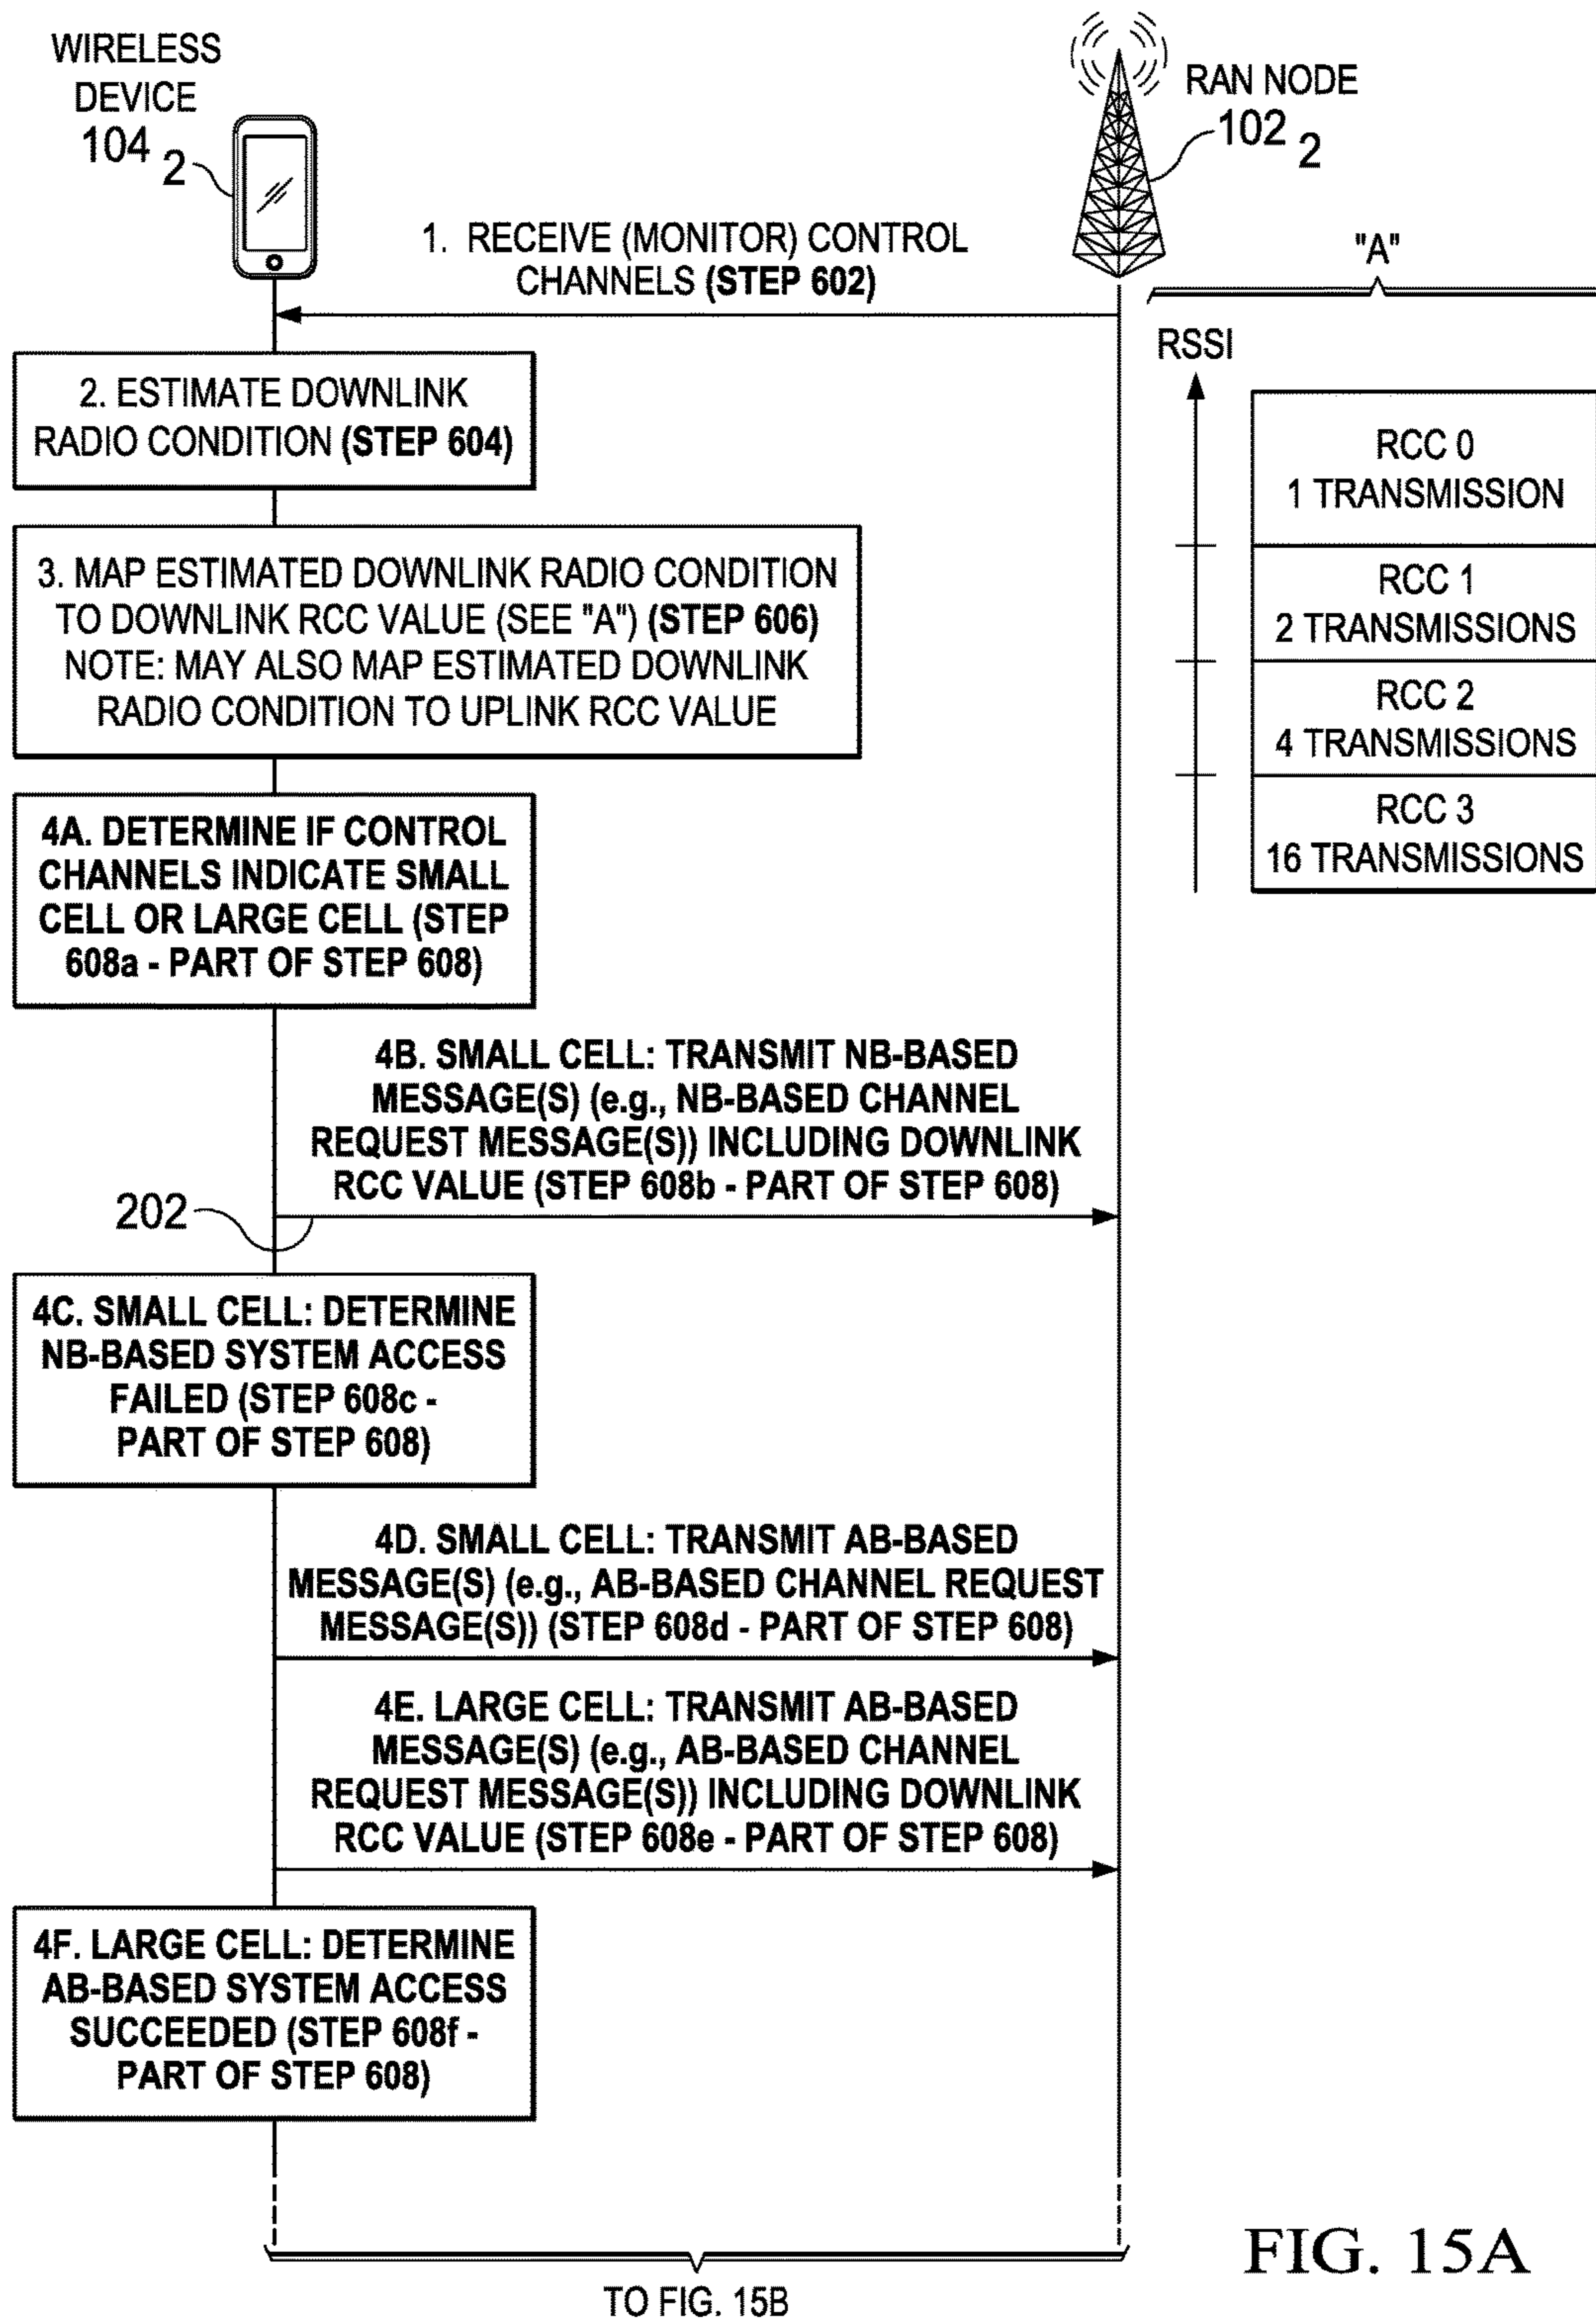 WIRELESS
DEVICE
104 2
RAN NODE
102 2
1. RECEIVE (MONITOR) CONTROL
CHANNELS (STEP 602)
"A"
RSSI
RCC 0
1 TRANSMISSION
RCC 1
2 TRANSMISSIONS
RCC 2
4 TRANSMISSIONS
RCC 3
16 TRANSMISSIONS
2. ESTIMATE DOWNLINK
RADIO CONDITION (STEP 604)
3. MAP ESTIMATED DOWNLINK RADIO CONDITION
TO DOWNLINK RCC VALUE (SEE "A") (STEP 606)
NOTE: MAY ALSO MAP ESTIMATED DOWNLINK
RADIO CONDITION TO UPLINK RCC VALUE
4A. DETERMINE IF CONTROL
CHANNELS INDICATE SMALL
CELL OR LARGE CELL (STEP
608a - PART OF STEP 608)
4B. SMALL CELL: TRANSMIT NB-BASED
MESSAGE(S) (e.g., NB-BASED CHANNEL
REQUEST MESSAGE(S)) INCLUDING DOWNLINK
RCC VALUE (STEP 608b - PART OF STEP 608)
202
4C. SMALL CELL: DETERMINE
NB-BASED SYSTEM ACCESS
FAILED (STEP 608c -
PART OF STEP 608)
4D. SMALL CELL: TRANSMIT AB-BASED
MESSAGE(S) (e.g., AB-BASED CHANNEL REQUEST
MESSAGE(S)) (STEP 608d - PART OF STEP 608)
4E. LARGE CELL: TRANSMIT AB-BASED
MESSAGE(S) (e.g., AB-BASED CHANNEL
REQUEST MESSAGE(S)) INCLUDING DOWNLINK
RCC VALUE (STEP 608e - PART OF STEP 608)
4F. LARGE CELL: DETERMINE
AB-BASED SYSTEM ACCESS
SUCCEEDED (STEP 608f -
PART OF STEP 608)
TO FIG. 15B
FIG. 15A